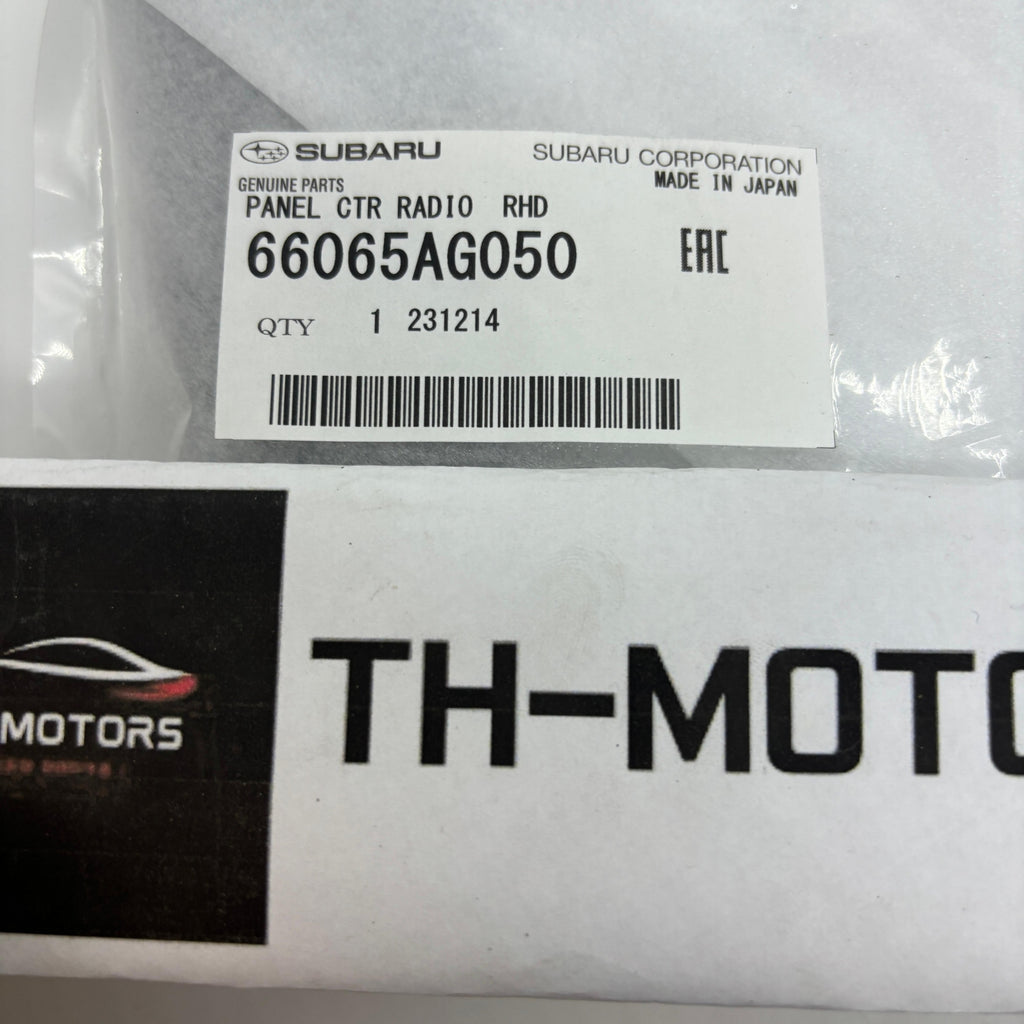 SUBARU
SUBARU CORPORATION
GENUINE PARTS
MADE IN JAPAN
PANEL CTR RADIO RHD
66065AG050
EAC
QTY 1 231214
MOTORS
TH-MOTO